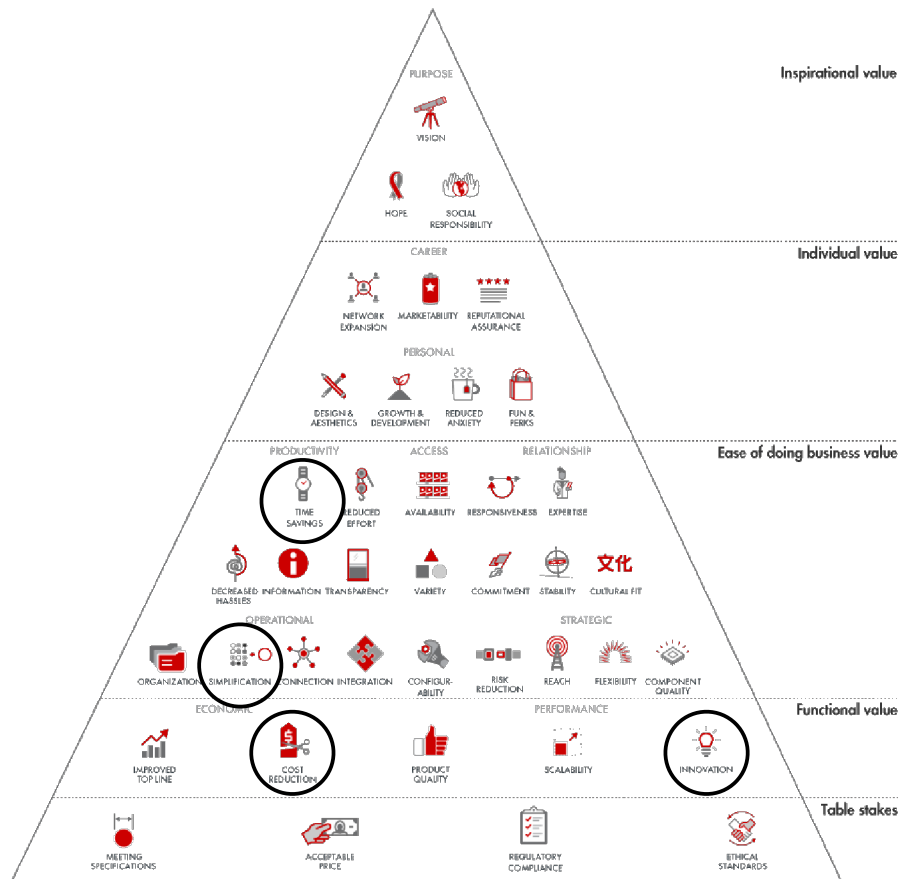 PURPOSE
Inspirational value
VISION
HOPE
SOCIAL
RESPONSIBILITY
CAREER
Individual value
NETWORK
EXPANSION
MARKETABILITY
REPUTATIONAL
ASSURANCE
PERSONAL
DESIGN &
AESTHETICS
GROWTH &
DEVELOPMENT
REDUCED
ANXIETY
FUN &
PERKS
PRODUCTIVITY
ACCESS
RELATIONSHIP
Ease of doing business value
TIME
SAVINGS
REDUCED
EFFORT
AVAILABILITY
RESPONSIVENESS
EXPERTISE
文化
DECREASED
HASSLES
INFORMATION
TRANSPARENCY
VARIETY
COMMITMENT
STABILITY
CULTURAL FIT
OPERATIONAL
STRATEGIC
ORGANIZATION
SIMPLIFICATION
CONNECTION
INTEGRATION
CONFIGUR-
ABILITY
RISK
REDUCTION
REACH
FLEXIBILITY
COMPONENT
QUALITY
ECONOMIC
PERFORMANCE
Functional value
$
IMPROVED
TOP LINE
COST
REDUCTION
PRODUCT
QUALITY
SCALABILITY
INNOVATION
Table stakes
MEETING
SPECIFICATIONS
ACCEPTABLE
PRICE
REGULATORY
COMPLIANCE
ETHICAL
STANDARDS